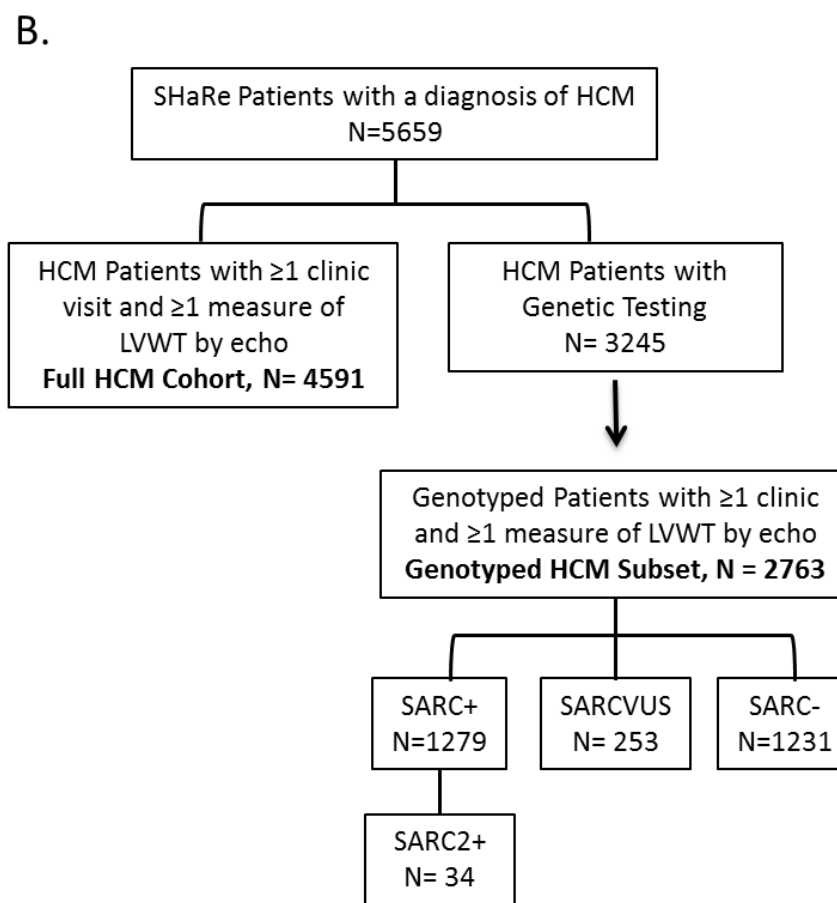 B.
SHaRe Patients with a diagnosis of HCM
N=5659
HCM Patients with ≥1 clinic
visit and ≥1 measure of
LVWT by echo
Full HCM Cohort, N= 4591
HCM Patients with
Genetic Testing
N= 3245
Genotyped Patients with ≥1 clinic
and ≥1 measure of LVWT by echo
Genotyped HCM Subset, N = 2763
SARC+
N=1279
SARCVUS
N= 253
SARC-
N=1231
SARC2+
N= 34